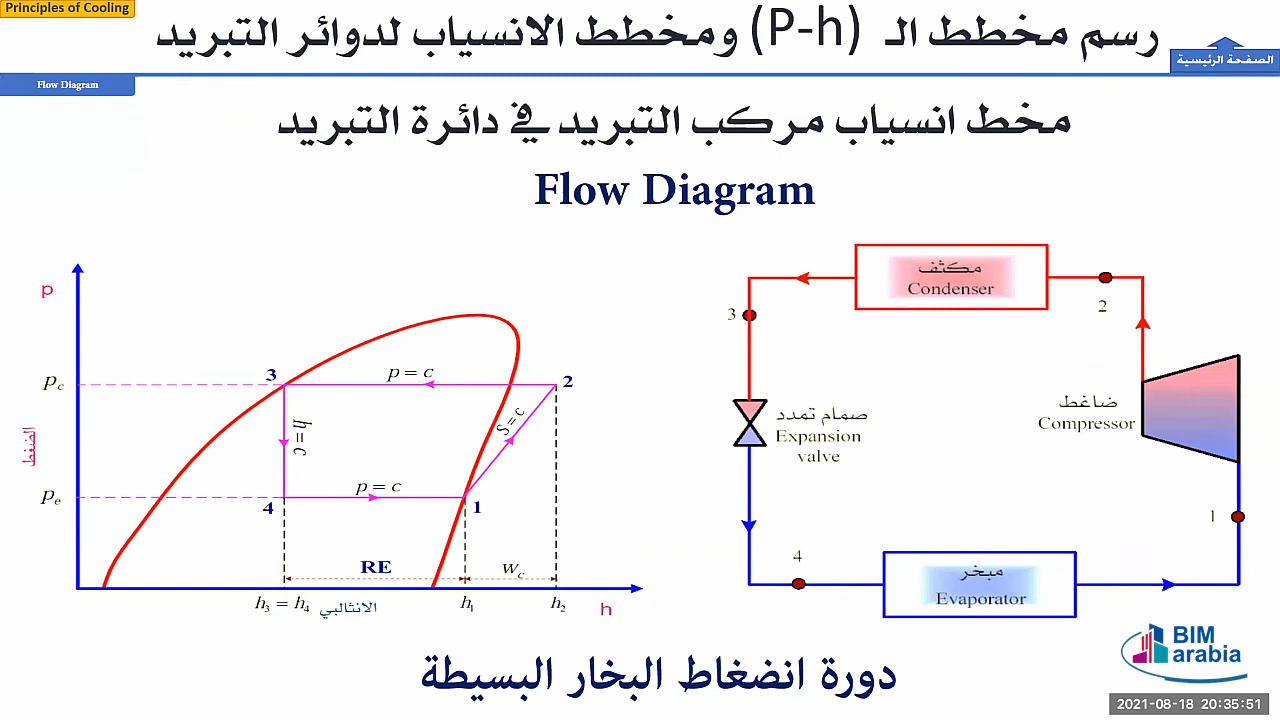 Principles of Cooling
رسم مخطط الـ (P-h) ومخطط الانسياب لدوائر التبريد
الصفحة الرئيسية
Flow Diagram
مخطط انسياب مركب التبريد في دائرة التبريد
Flow Diagram
p
pc
pe
الضغط
3
p = c
2
h = c
S = c
p = c
4
1
RE
wc
h3 = h4
الانثالبي
h1
h2
h
مكثف
Condenser
2
3
صمام تمدد
Expansion
valve
ضاغط
Compressor
1
4
مبخر
Evaporator
دورة انضغاط البخار البسيطة
BIM
arabia
2021-08-18 20:35:51